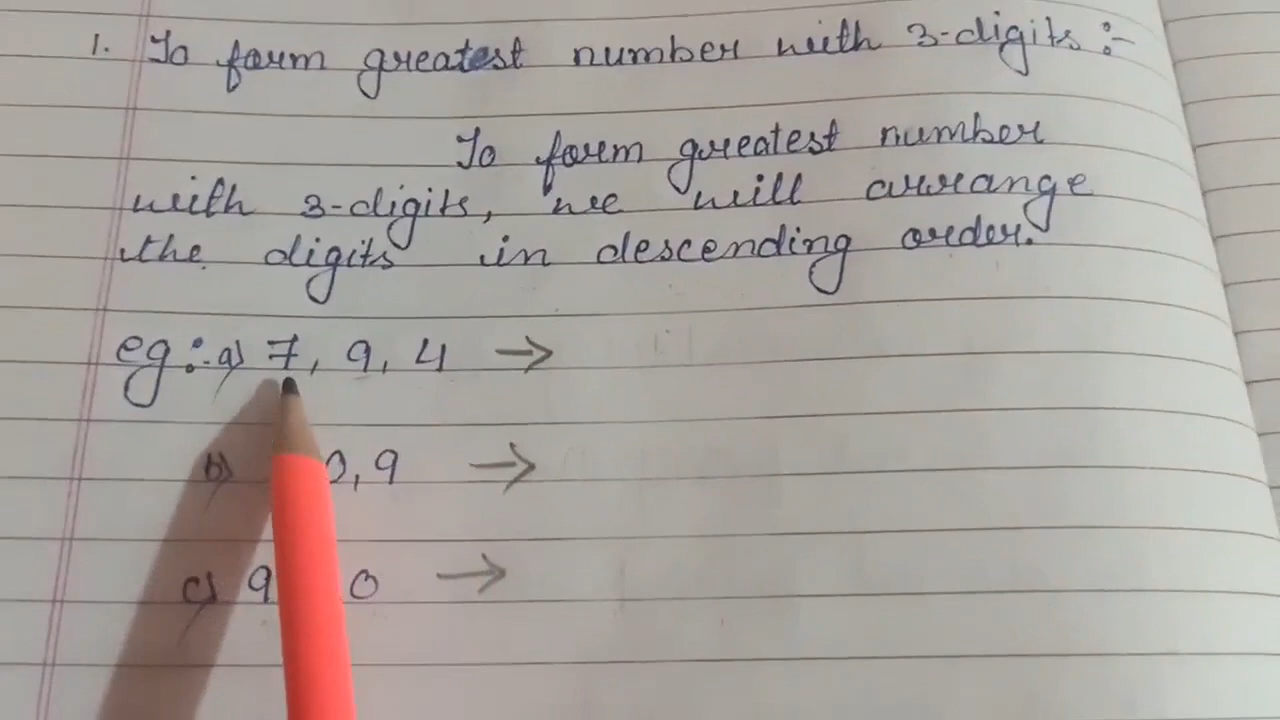 1. To form greatest number with 3-digits :-
To form greatest number
with 3-digits, we will arrange
the digits in descending order.
eg:- a) 7, 9, 4 →
b) 0, 9 →
c) 9 0 →